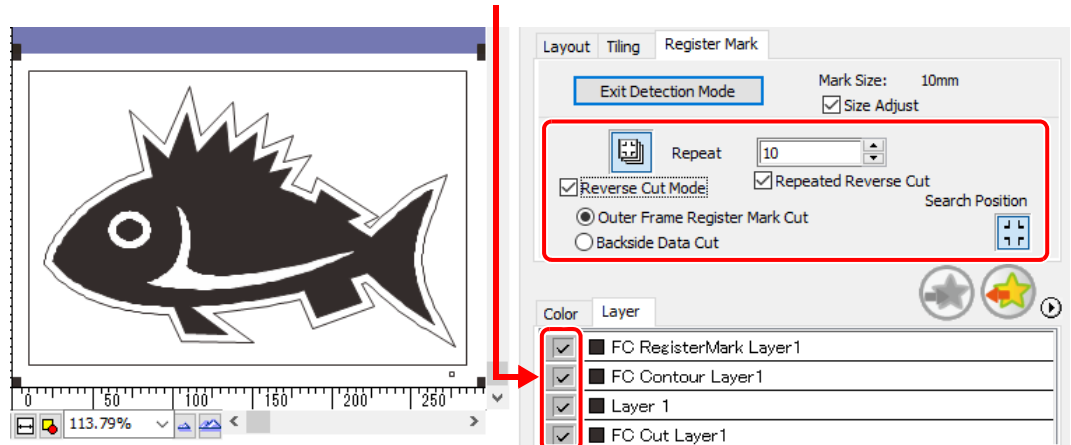 Layout Tiling Register Mark
Exit Detection Mode
Mark Size: 10mm
Size Adjust
Repeat 10
Reverse Cut Mode
Repeated Reverse Cut
Search Position
Outer Frame Register Mark Cut
Backside Data Cut
Color Layer
FC RegisterMark Layer1
FC Contour Layer1
Layer 1
FC Cut Layer1
0 50 100 150 200 250
113.79%